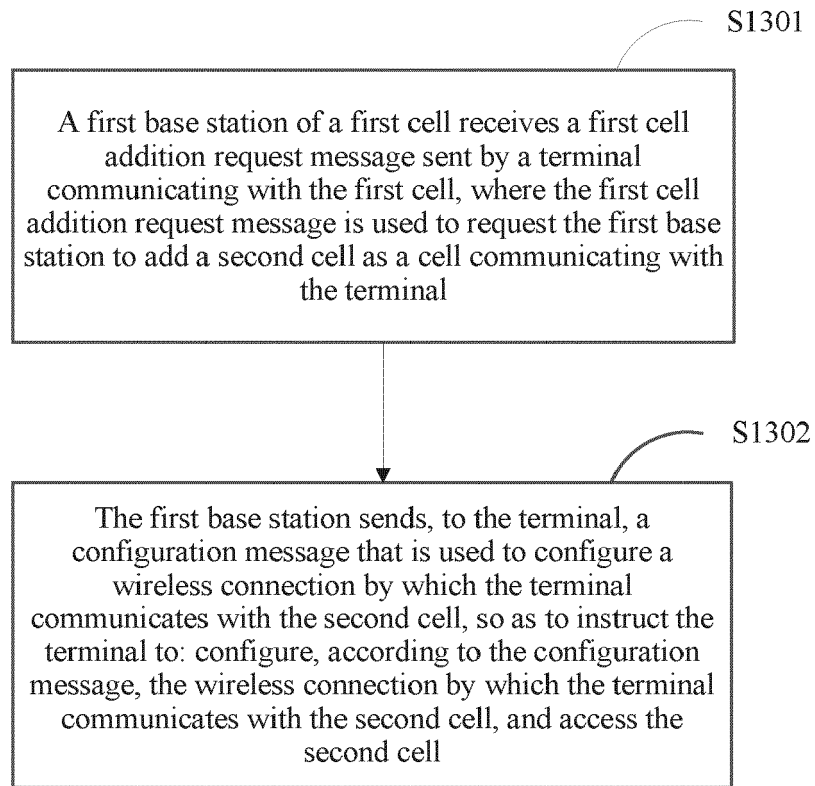 S1301
A first base station of a first cell receives a first cell
addition request message sent by a terminal
communicating with the first cell, where the first cell
addition request message is used to request the first base
station to add a second cell as a cell communicating with
the terminal
S1302
The first base station sends, to the terminal, a
configuration message that is used to configure a
wireless connection by which the terminal
communicates with the second cell, so as to instruct the
terminal to: configure, according to the configuration
message, the wireless connection by which the terminal
communicates with the second cell, and access the
second cell